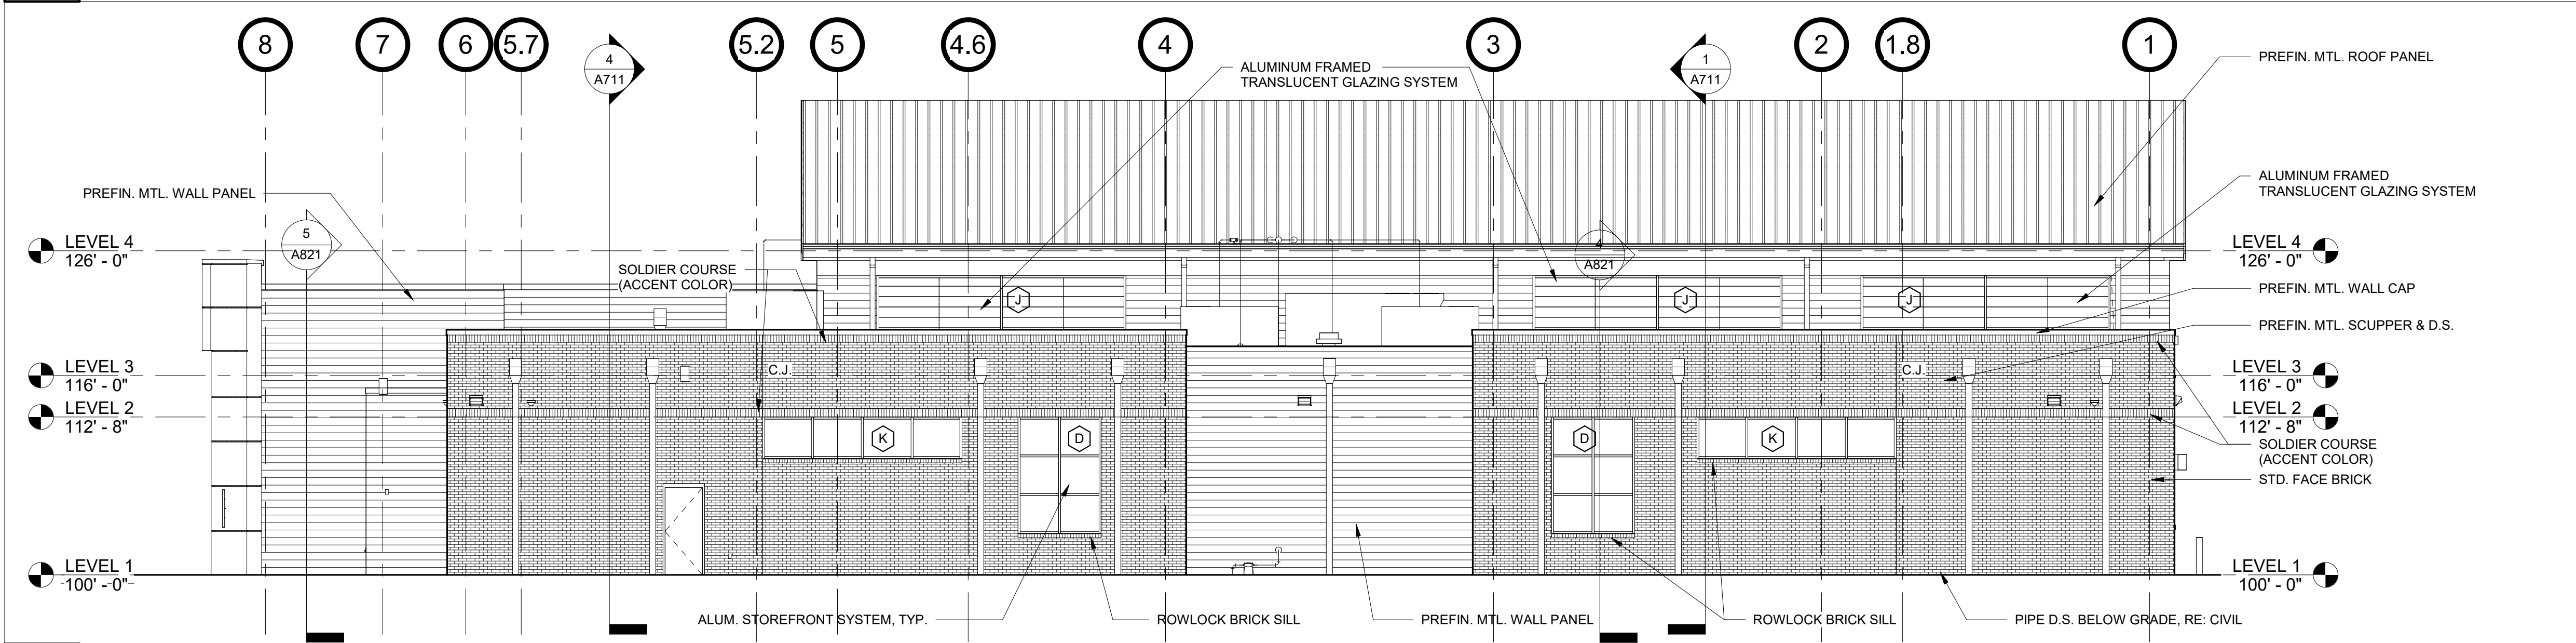 8
7
6
5.7
4
A711
5.2
5
4.6
4
3
1
A711
2
1.8
1
ALUMINUM FRAMED
TRANSLUCENT GLAZING SYSTEM
PREFIN. MTL. ROOF PANEL
ALUMINUM FRAMED
TRANSLUCENT GLAZING SYSTEM
PREFIN. MTL. WALL PANEL
5
A821
4
A821
LEVEL 4
126' - 0"
LEVEL 4
126' - 0"
SOLDIER COURSE
(ACCENT COLOR)
J
J
J
PREFIN. MTL. WALL CAP
PREFIN. MTL. SCUPPER & D.S.
LEVEL 3
116' - 0"
C.J.
C.J.
LEVEL 3
116' - 0"
LEVEL 2
112' - 8"
LEVEL 2
112' - 8"
K
D
D
K
SOLDIER COURSE
(ACCENT COLOR)
STD. FACE BRICK
LEVEL 1
100' - 0"
LEVEL 1
100' - 0"
ALUM. STOREFRONT SYSTEM, TYP.
ROWLOCK BRICK SILL
PREFIN. MTL. WALL PANEL
ROWLOCK BRICK SILL
PIPE D.S. BELOW GRADE, RE: CIVIL